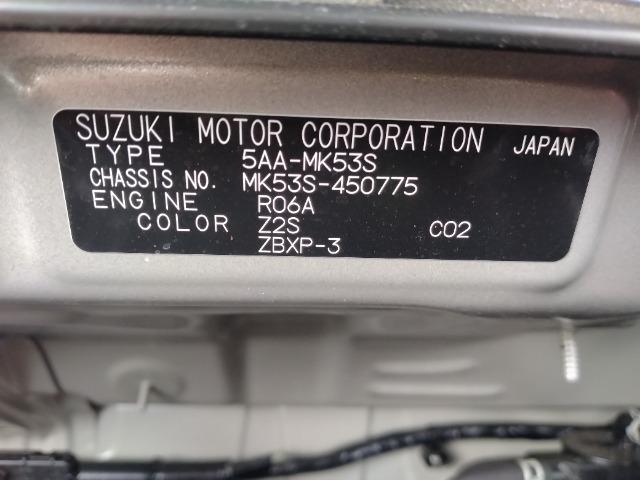 SUZUKI MOTOR CORPORATION JAPAN
TYPE 5AA-MK53S
CHASSIS NO. MK53S-450775
ENGINE R06A
COLOR Z2S C02
ZBXP-3